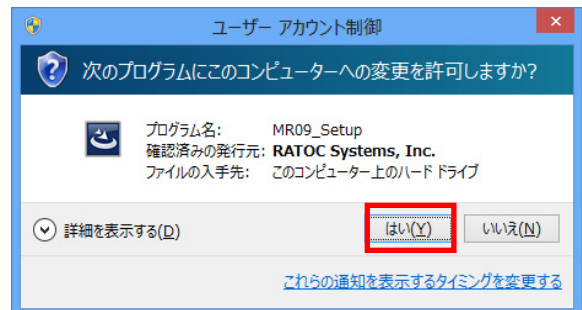 ユーザー アカウント制御
次のプログラムにこのコンピューターへの変更を許可しますか?
プログラム名: MR09_Setup
確認済みの発行元: RATOC Systems, Inc.
ファイルの入手先: このコンピューター上のハード ドライブ
詳細を表示する(D) はい(Y) いいえ(N)
これらの通知を表示するタイミングを変更する